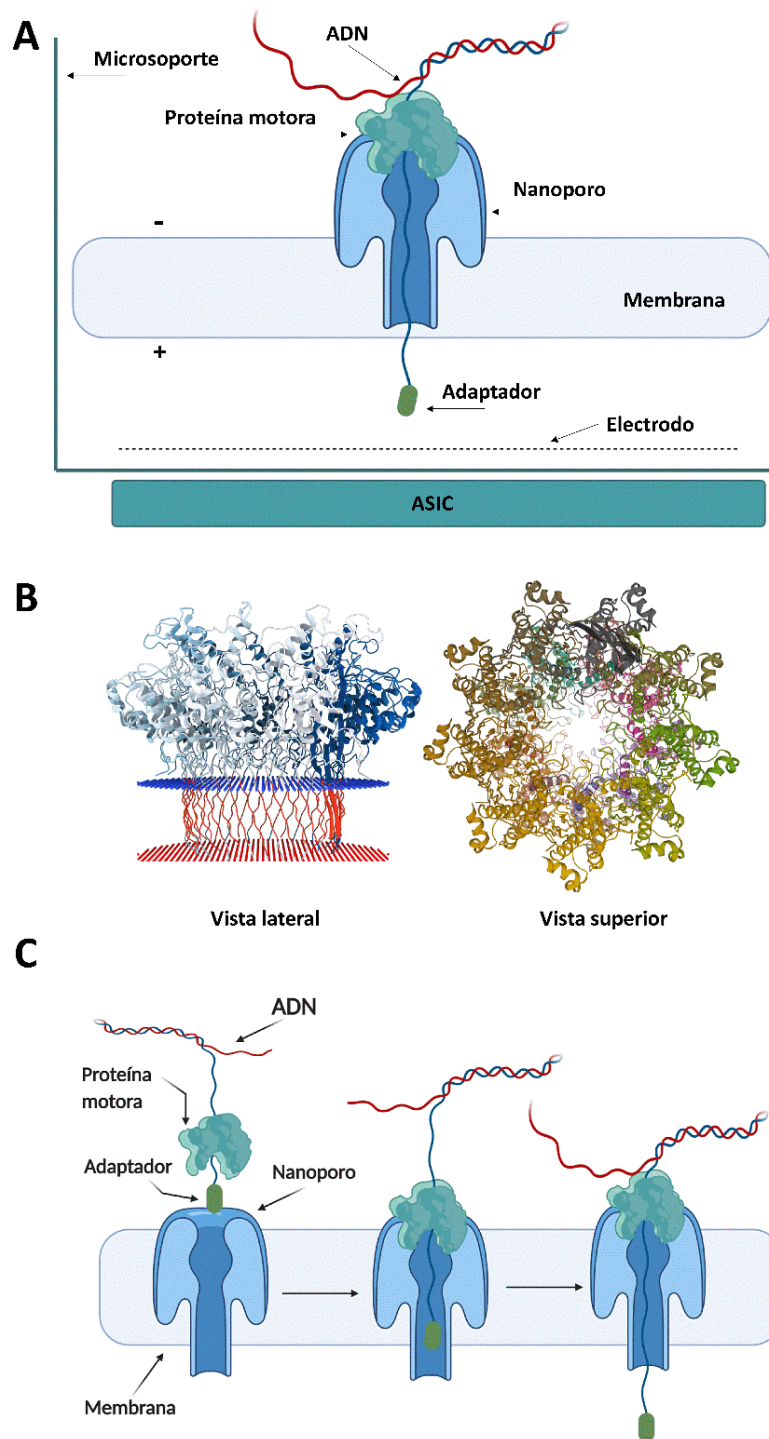 A
ADN
Microsoporte
Proteína motora
Nanoporo
-
Membrana
+
Adaptador
Electrodo
ASIC
B
Vista lateral
Vista superior
C
ADN
Proteína
motora
Adaptador
Nanoporo
Membrana